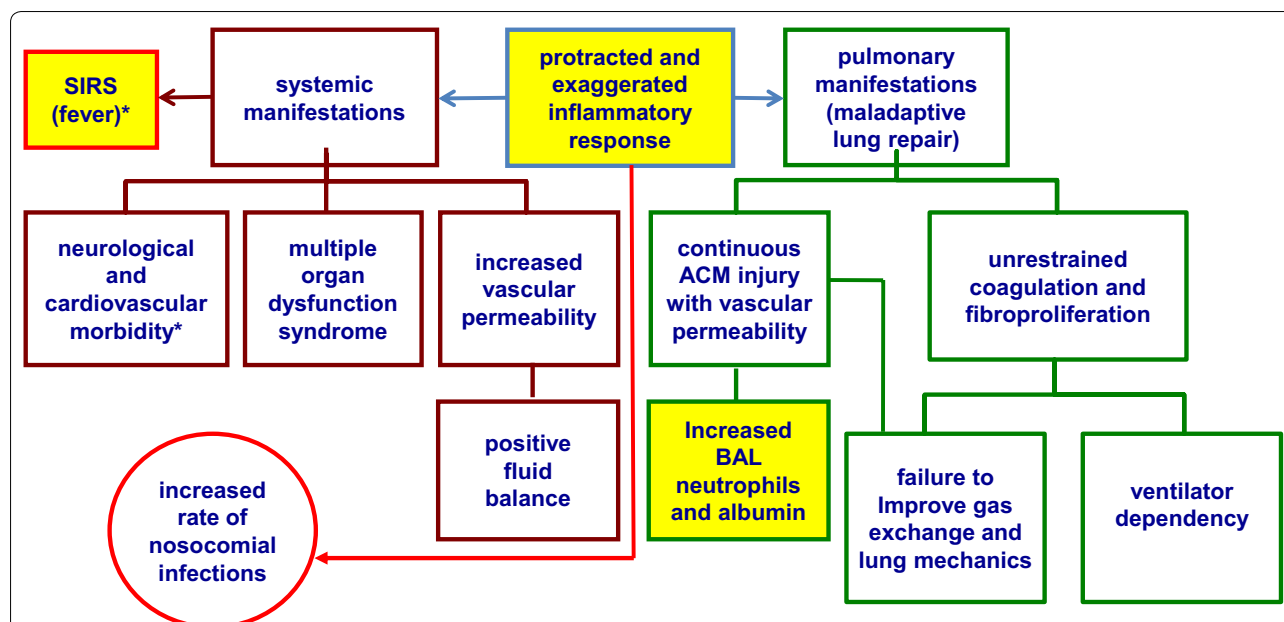 SIRS
(fever)*
systemic
manifestations
protracted and
exaggerated
inflammatory
response
pulmonary
manifestations
(maladaptive
lung repair)
neurological
and
cardiovascular
morbidity*
multiple
organ
dysfunction
syndrome
increased
vascular
permeability
continuous
ACM injury
with vascular
permeability
unrestrained
coagulation and
fibroproliferation
increased
rate of
nosocomial
infections
positive
fluid
balance
Increased
BAL
neutrophils
and albumin
failure to
Improve gas
exchange and
lung mechanics
ventilator
dependency